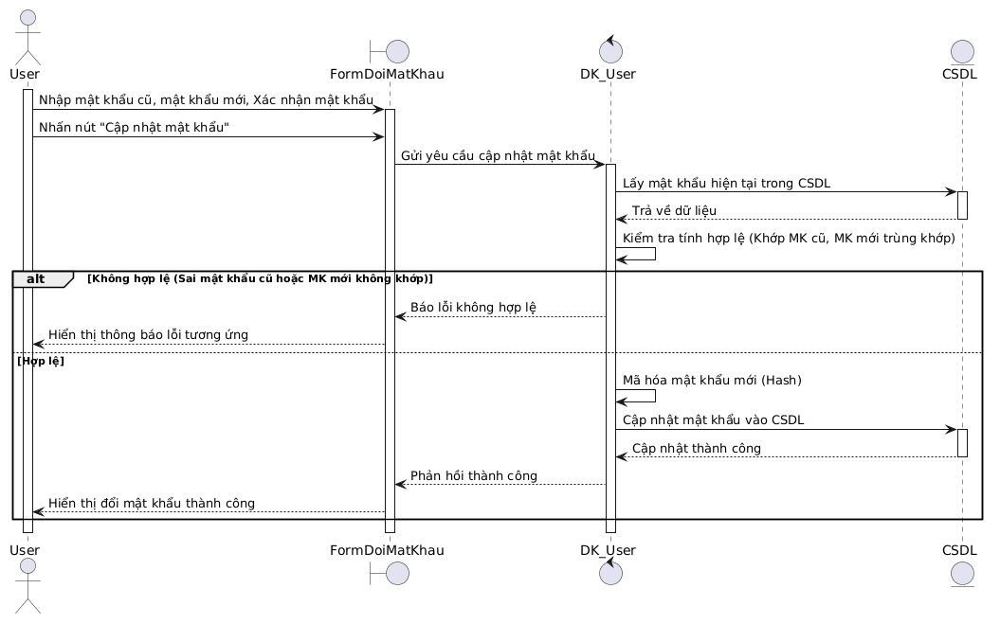 User
FormDoiMatKhau
DK_User
CSDL
Nhập mật khẩu cũ, mật khẩu mới, Xác nhận mật khẩu
Nhấn nút "Cập nhật mật khẩu"
Gửi yêu cầu cập nhật mật khẩu
Lấy mật khẩu hiện tại trong CSDL
Trả về dữ liệu
Kiểm tra tính hợp lệ (Khớp MK cũ, MK mới trùng khớp)
alt [Không hợp lệ (Sai mật khẩu cũ hoặc MK mới không khớp)]
Báo lỗi không hợp lệ
Hiển thị thông báo lỗi tương ứng
[Hợp lệ]
Mã hóa mật khẩu mới (Hash)
Cập nhật mật khẩu vào CSDL
Cập nhật thành công
Phản hồi thành công
Hiển thị đổi mật khẩu thành công
User
FormDoiMatKhau
DK_User
CSDL